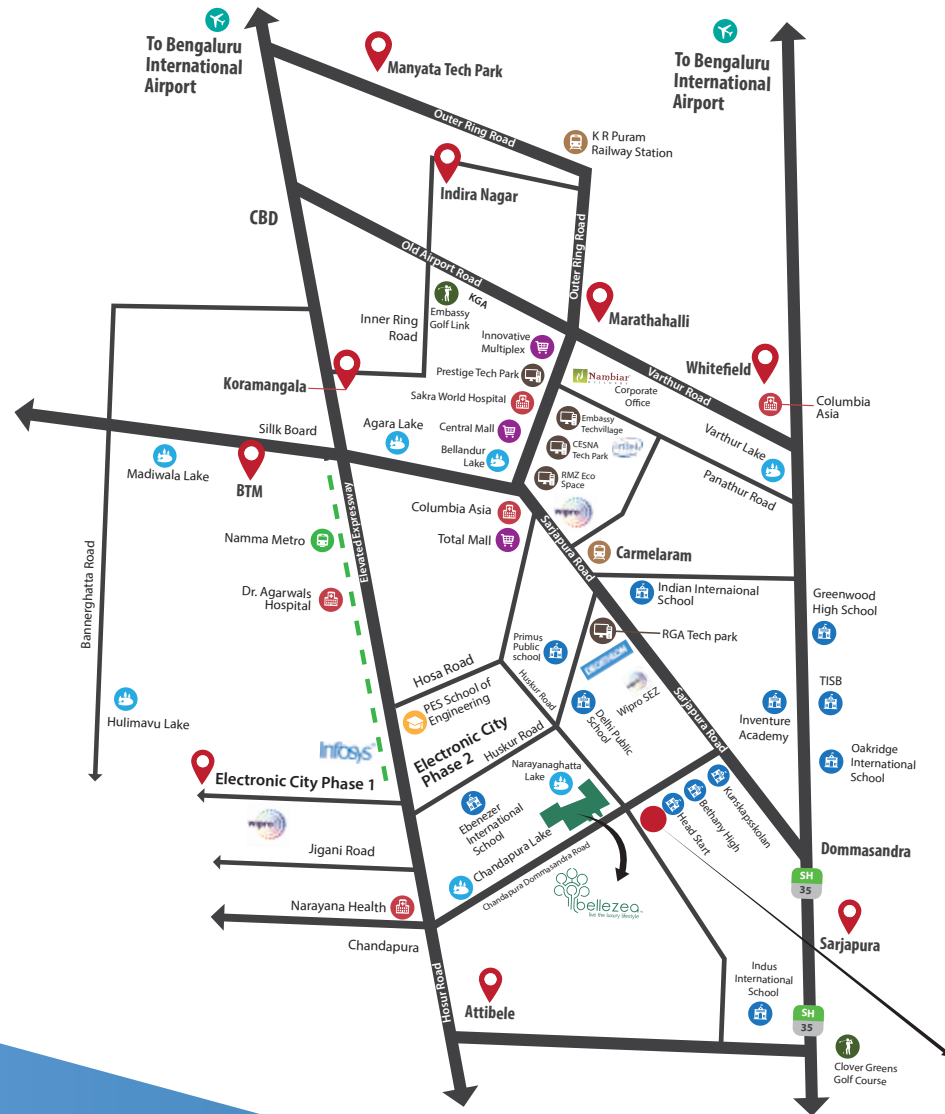 To Bengaluru
International
Airport
To Bengaluru
International
Airport
Manyata Tech Park
Outer Ring Road
K R Puram
Railway Station
Indira Nagar
CBD
Old Airport Road
Outer Ring Road
KGA
Embassy
Golf Link
Inner Ring
Road
Innovative
Multiplex
Marathahalli
Whitefield
Varthur Road
Koramangala
Prestige Tech Park
Nambiar
Corporate
Office
Sakra World Hospital
Columbia
Asia
Sillk Board
Agara Lake
Central Mall
Embassy
Techvillage
Varthur Lake
Bellandur
Lake
CESNA
Tech Park
intel
RMZ Eco
Space
Panathur Road
Madiwala Lake
BTM
Columbia Asia
wipro
Total Mall
Namma Metro
Elevated Expressway
Sarjapura Road
Carmelaram
Bannerghatta Road
Dr. Agarwals
Hospital
Indian Internaional
School
Greenwood
High School
Primus
Public
school
RGA Tech park
DECATHLON
Hosa Road
Huskur Road
Wipro SEZ
Sarjapura Road
TISB
Hulimavu Lake
PES School of
Engineering
Delhi Public
School
Inventure
Academy
Electronic City
Phase 2
Huskur Road
Infosys
Oakridge
International
School
Electronic City Phase 1
Narayanaghatta
Lake
Kunskapsskolan
Bethany High
Head Start
Ebenezer
International
School
wipro
Jigani Road
Chandapura Lake
Chandapura Dommasandra Road
Dommasandra
SH
35
bellezea
live the luxury lifestyle
Narayana Health
Chandapura
Sarjapura
Hosur Road
Attibele
Indus
International
School
SH
35
Clover Greens
Golf Course